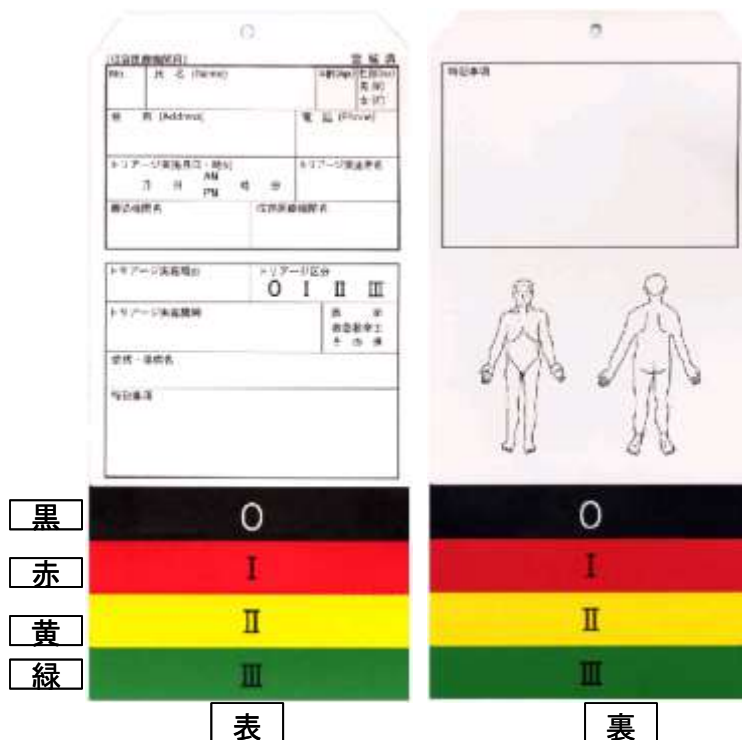 (収容医療機関用)
No. 氏 名 (Name) 年齢(Age) 性別(Sex)
男 (M)
女 (F)
住 所 (Address) 電 話 (Phone)
トリアージ実施月日・時刻 トリアージ実施者名
月 日 AM 時 分
PM
搬送機関名 収容医療機関名
トリアージ実施場所 トリアージ区分
O I II III
トリアージ実施機関 医 師
救急救命士
そ の 他
症状・傷病名
特記事項
特記事項
黒 O O
赤 I I
黄 II II
緑 III III
表 裏